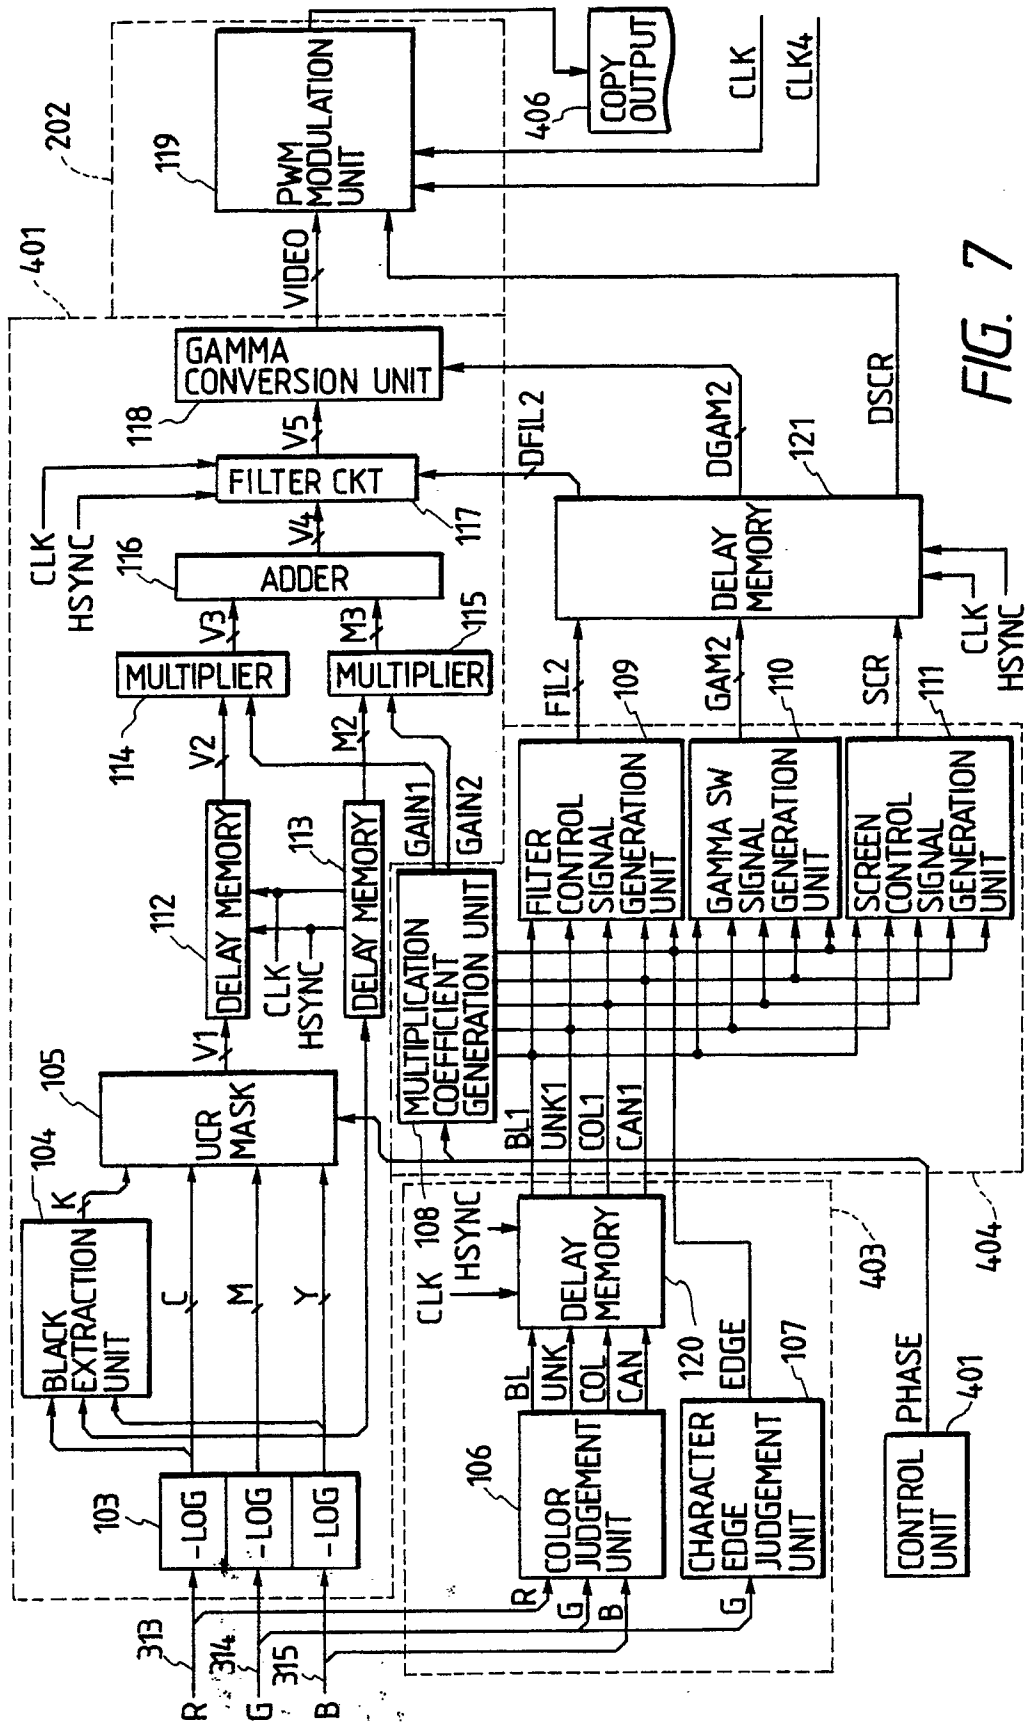 R
313
G
314
B
315
103
-LOG
-LOG
-LOG
BLACK
EXTRACTION
UNIT
104
K
C
M
Y
105
UCR
MASK
V1
112
DELAY MEMORY
CLK
HSYNC
113
DELAY MEMORY
V2
M2
114
MULTIPLIER
MULTIPLIER
115
V3
M3
116
ADDER
V4
CLK
HSYNC
FILTER CKT
117
V5
118
GAMMA
CONVERSION UNIT
401
VIDEO
202
119
PWM
MODULATION
UNIT
406
COPY
OUTPUT
CLK
CLK4
MULTIPLICATION
COEFFICIENT
GENERATION UNIT
108
GAIN1
GAIN2
R
G
B
G
106
COLOR
JUDGEMENT
UNIT
BL
UNK
COL
CAN
CLK
HSYNC
DELAY
MEMORY
120
BL1
UNK1
COL1
CAN1
CHARACTER
EDGE
JUDGEMENT
UNIT
107
EDGE
403
404
CONTROL
UNIT
401
PHASE
FILTER
CONTROL
SIGNAL
GENERATION
UNIT
109
GAMMA SW
SIGNAL
GENERATION
UNIT
110
SCREEN
CONTROL
SIGNAL
GENERATION
UNIT
111
FIL2
GAM2
SCR
DELAY
MEMORY
121
CLK
HSYNC
DFIL2
DGAM2
DSCR
FIG. 7